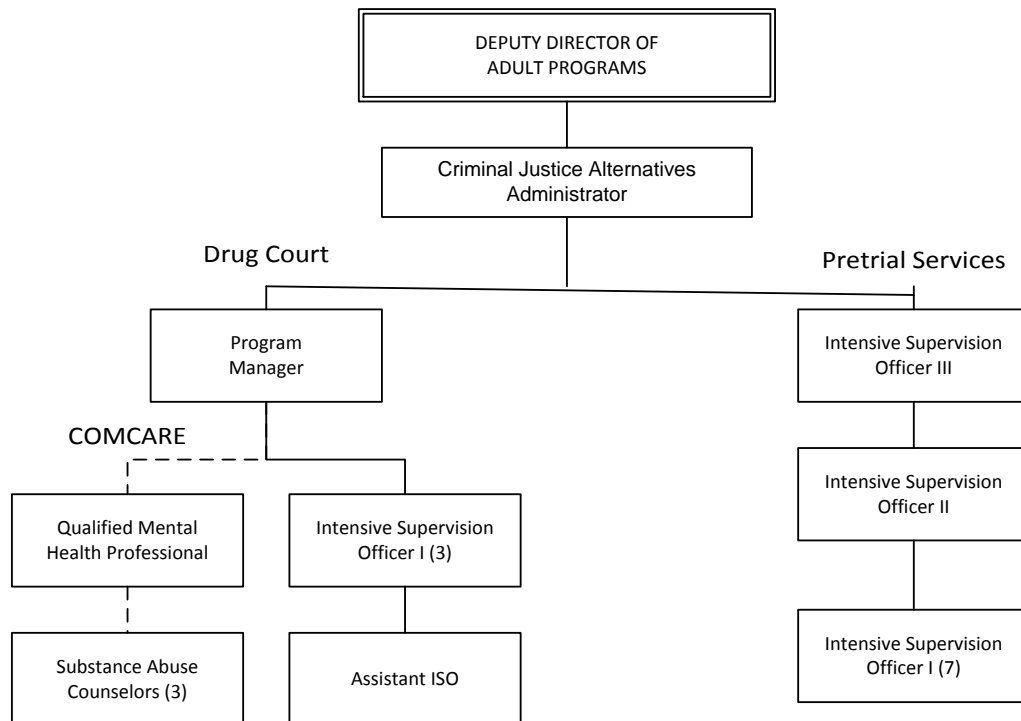 DEPUTY DIRECTOR OF
ADULT PROGRAMS
Criminal Justice Alternatives
Administrator
Drug Court
Pretrial Services
Program
Manager
Intensive Supervision
Officer III
COMCARE
Intensive Supervision
Officer II
Qualified Mental
Health Professional
Intensive Supervision
Officer I (3)
Substance Abuse
Counselors (3)
Assistant ISO
Intensive Supervision
Officer I (7)